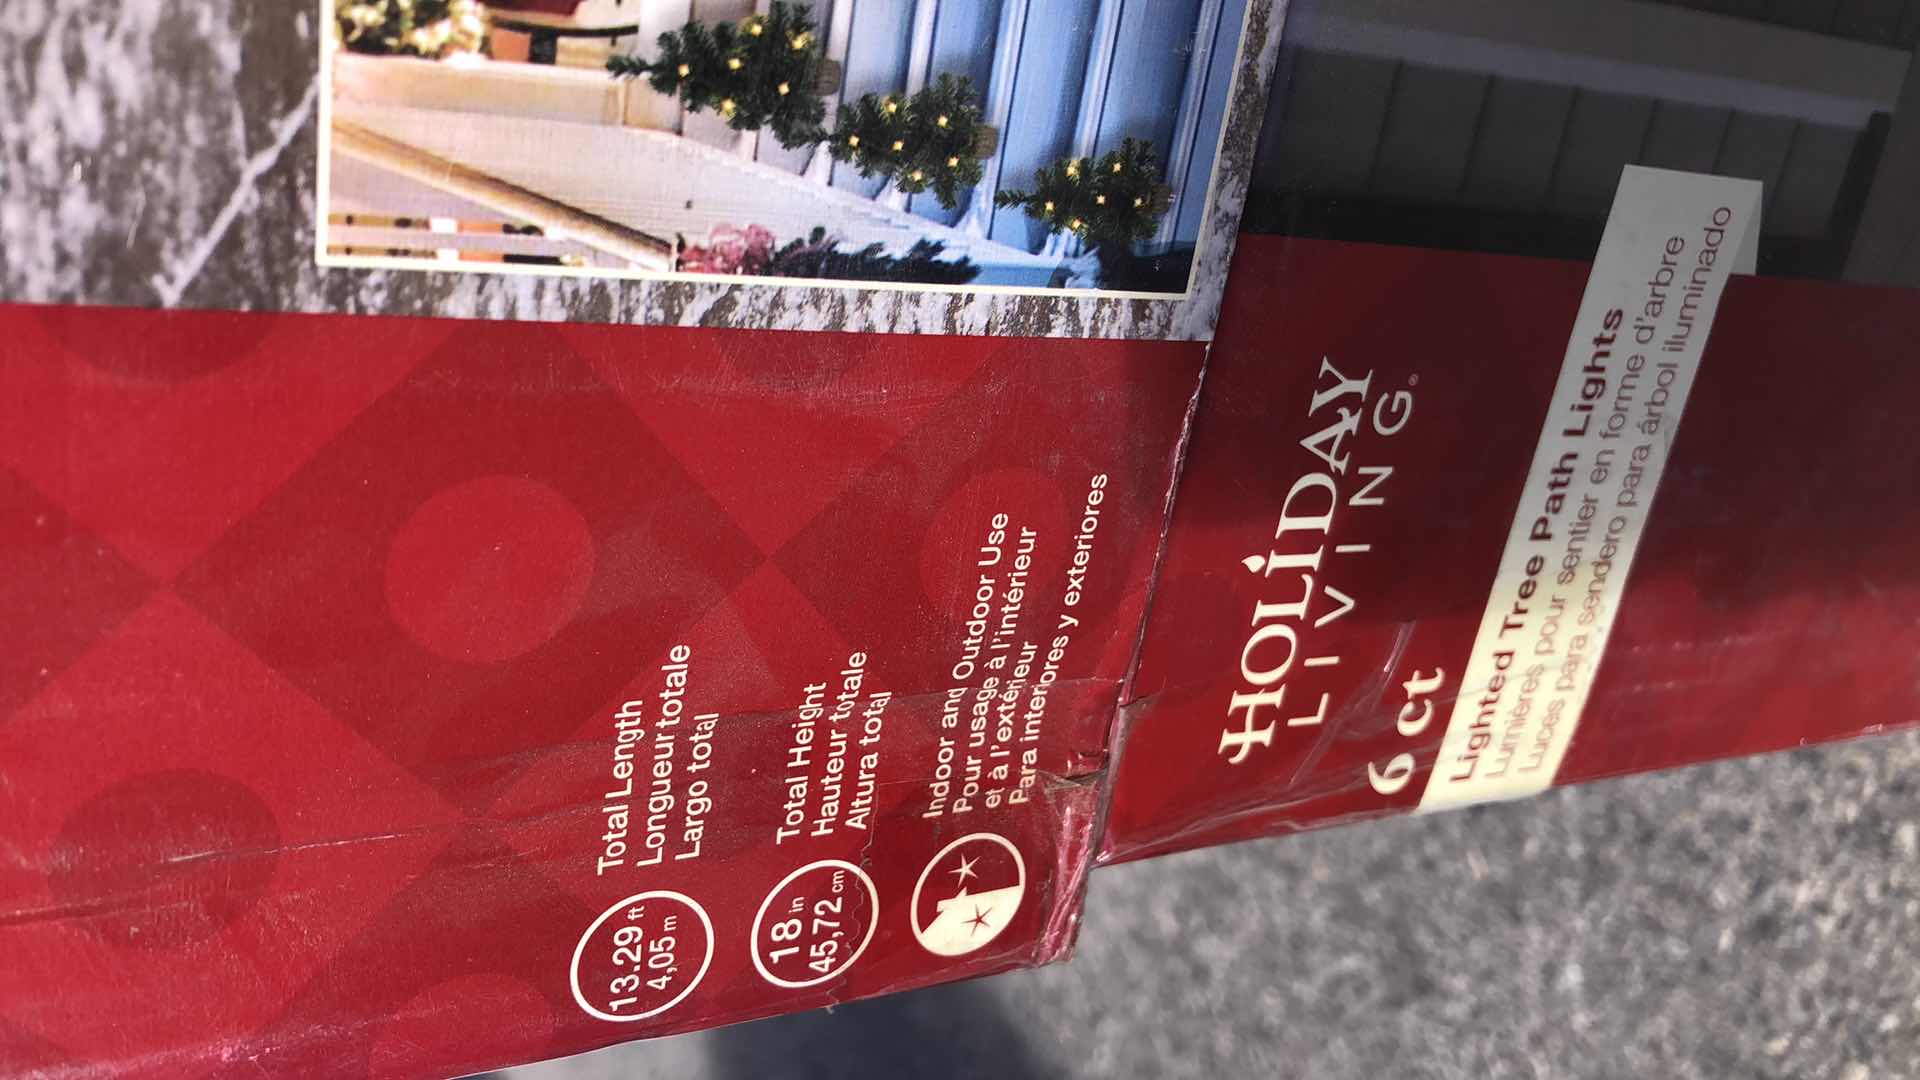 13.29 ft
4,05 m
Total Length
Longueur totale
Largo total
18 in
45,72 cm
Total Height
Hauteur totale
Altura total
Indoor and Outdoor Use
Pour usage à l'intérieur
et à l'extérieur
Para interiores y exteriores
HOLIDAY
LIVING®
6 ct
Lighted Tree Path Lights
Lumières pour sentier en forme d'arbre
Luces para sendero para árbol iluminado